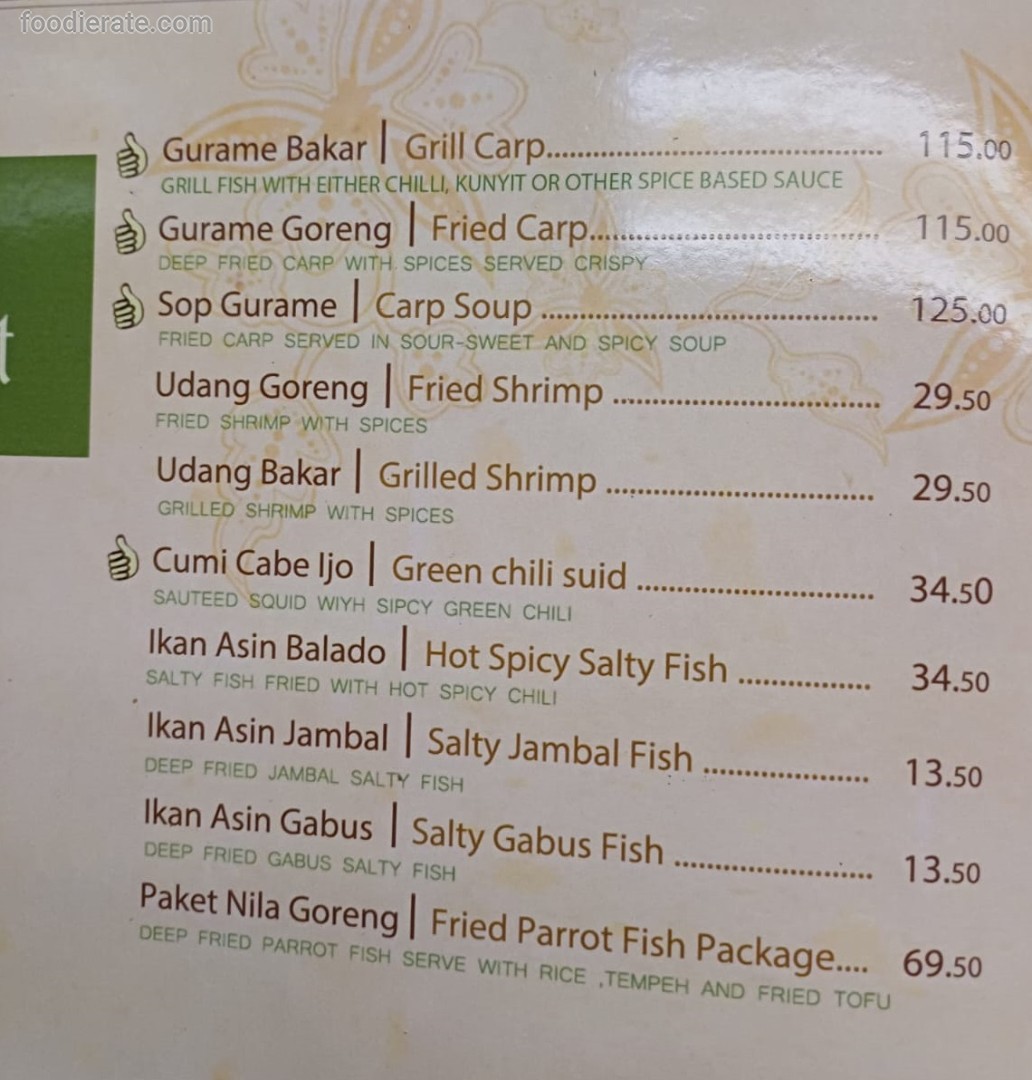 foodierate.com
Gurame Bakar | Grill Carp................................................ 115.00
GRILL FISH WITH EITHER CHILLI, KUNYIT OR OTHER SPICE BASED SAUCE
Gurame Goreng | Fried Carp......................................... 115.00
DEEP FRIED CARP WITH SPICES SERVED CRISPY
Sop Gurame | Carp Soup ................................................ 125.00
FRIED CARP SERVED IN SOUR-SWEET AND SPICY SOUP
t
Udang Goreng | Fried Shrimp ...................................... 29.50
FRIED SHRIMP WITH SPICES
Udang Bakar | Grilled Shrimp ...................................... 29.50
GRILLED SHRIMP WITH SPICES
Cumi Cabe Ijo | Green chili suid .................................. 34.50
SAUTEED SQUID WIYH SIPCY GREEN CHILI
Ikan Asin Balado | Hot Spicy Salty Fish .................. 34.50
SALTY FISH FRIED WITH HOT SPICY CHILI
Ikan Asin Jambal | Salty Jambal Fish ....................... 13.50
DEEP FRIED JAMBAL SALTY FISH
Ikan Asin Gabus | Salty Gabus Fish ............................ 13.50
DEEP FRIED GABUS SALTY FISH
Paket Nila Goreng | Fried Parrot Fish Package.... 69.50
DEEP FRIED PARROT FISH SERVE WITH RICE ,TEMPEH AND FRIED TOFU